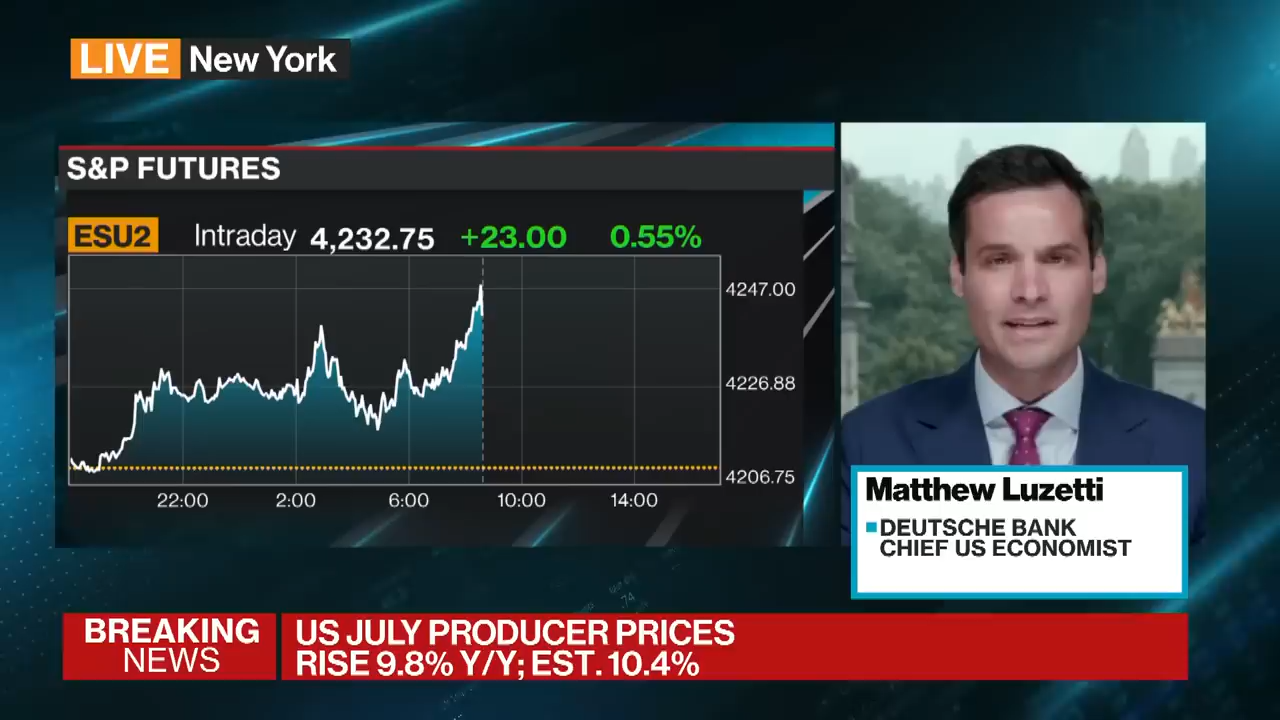 LIVE New York
S&P FUTURES
ESU2 Intraday 4,232.75 +23.00 0.55%
4247.00
4226.88
4206.75
22:00 2:00 6:00 10:00 14:00
Matthew Luzetti
DEUTSCHE BANK
CHIEF US ECONOMIST
BREAKING
NEWS
US JULY PRODUCER PRICES
RISE 9.8% Y/Y; EST. 10.4%